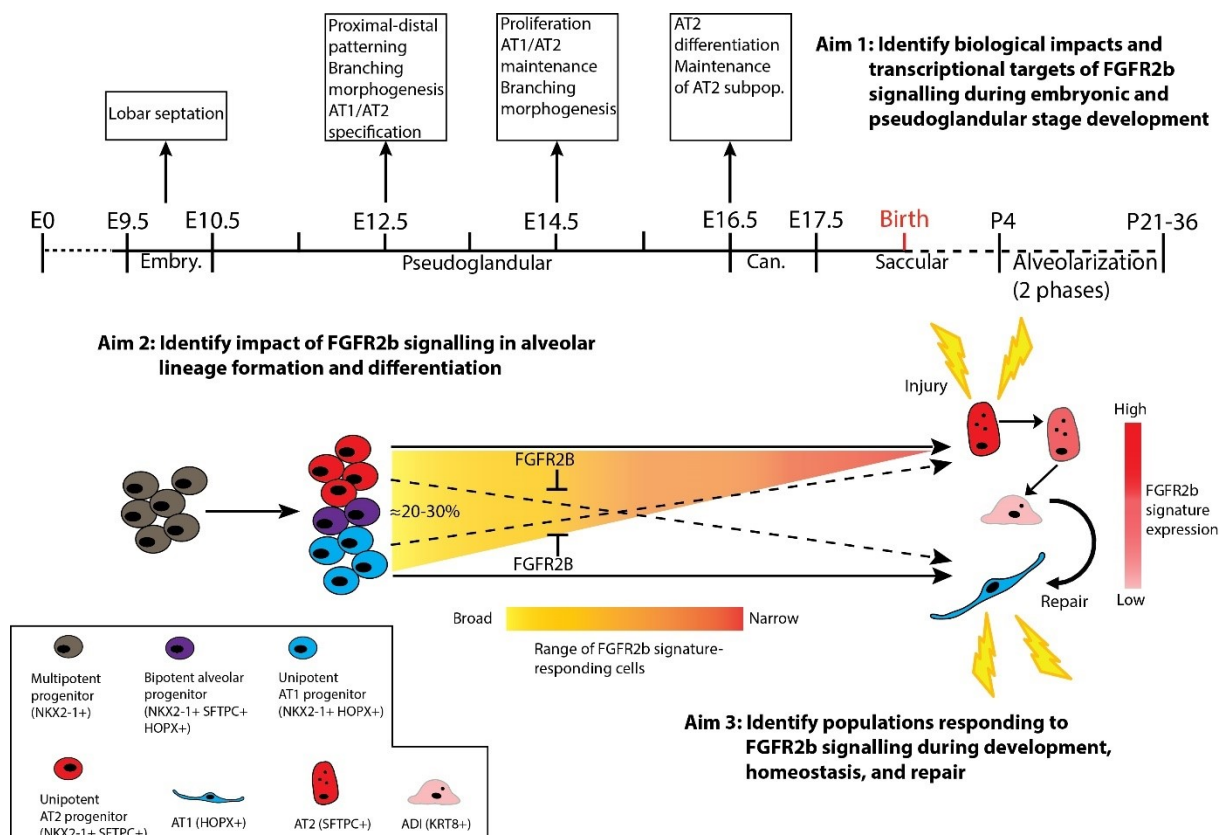 Proximal-distal
patterning
Branching
morphogenesis
AT1/AT2
specification
Proliferation
AT1/AT2
maintenance
Branching
morphogenesis
AT2
differentiation
Maintenance
of AT2 subpop.
Aim 1: Identify biological impacts and
transcriptional targets of FGFR2b
signalling during embryonic and
pseudoglandular stage development
Lobar septation
E0
E9.5
E10.5
E12.5
E14.5
E16.5
E17.5
Birth
P4
P21-36
Embry.
Pseudoglandular
Can.
Saccular
Alveolarization
(2 phases)
Aim 2: Identify impact of FGFR2b signalling in alveolar
lineage formation and differentiation
Injury
FGFR2B
≈20-30%
FGFR2B
High
FGFR2b
signature
expression
Low
Repair
Broad
Narrow
Range of FGFR2b signature-
responding cells
Multipotent
progenitor
(NKX2-1+)
Bipotent alveolar
progenitor
(NKX2-1+ SFTPC+
HOPX+)
Unipotent
AT1 progenitor
(NKX2-1+ HOPX+)
Unipotent
AT2 progenitor
(NKX2-1+ SFTPC+)
AT1 (HOPX+)
AT2 (SFTPC+)
ADI (KRT8+)
Aim 3: Identify populations responding to
FGFR2b signalling during development,
homeostasis, and repair